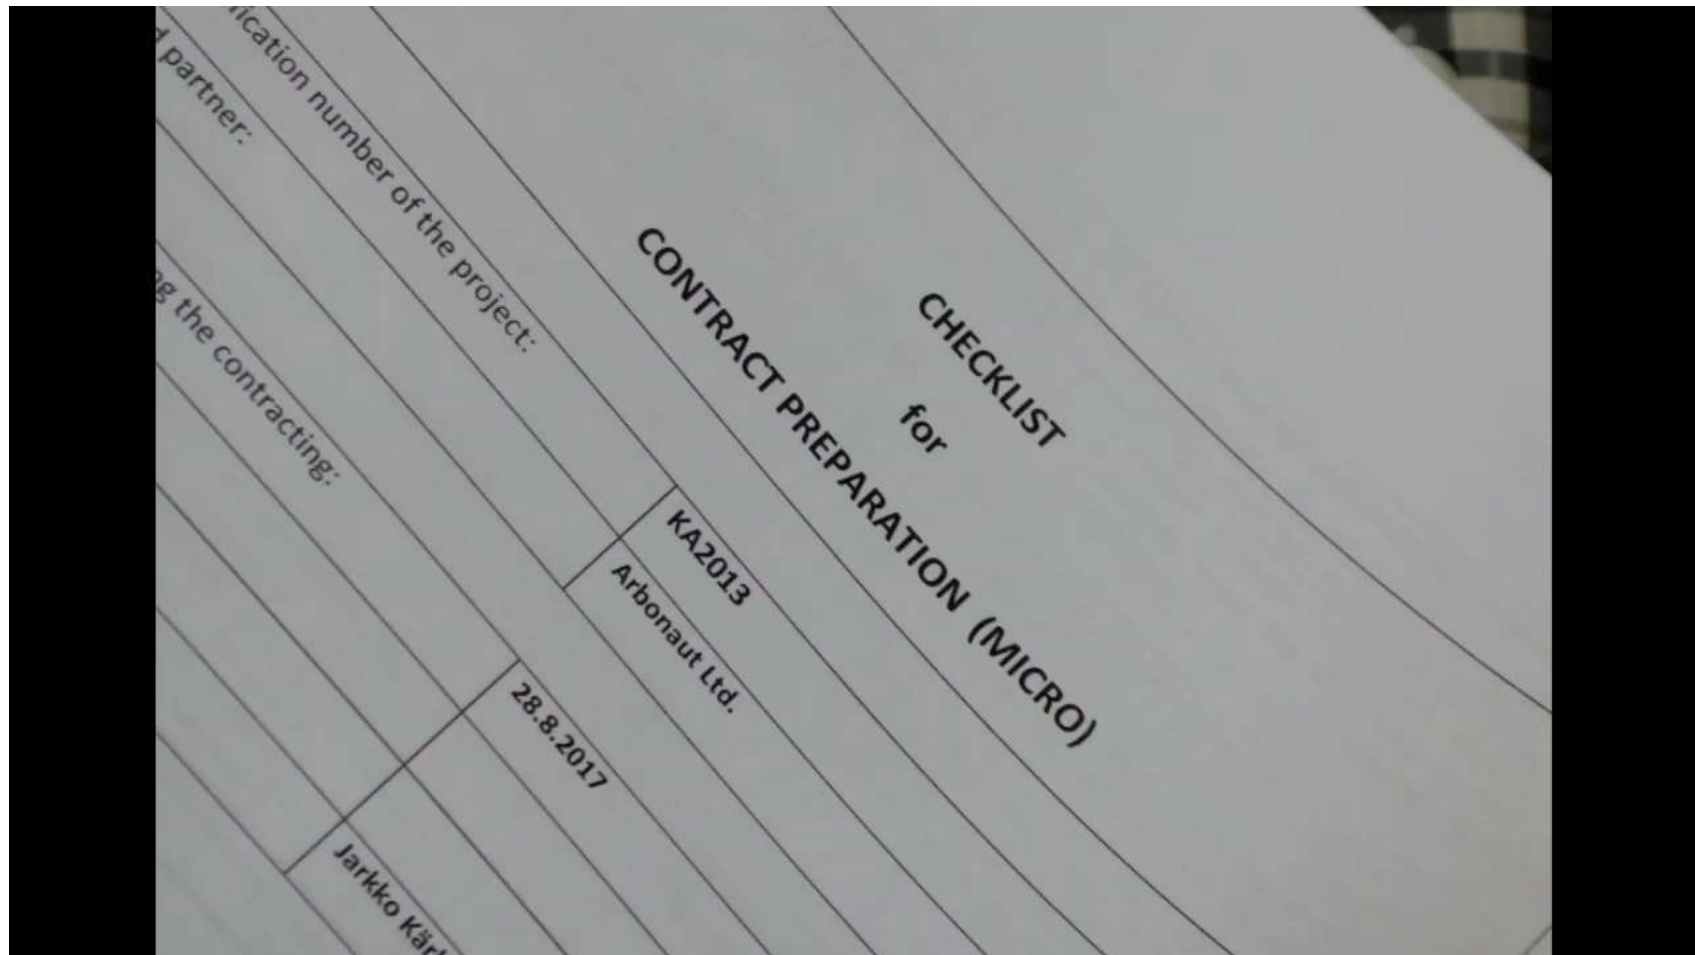 CHECKLIST
for
CONTRACT PREPARATION (MICRO)
number of the project: KA2013
partner: Arbonaut Ltd.
the contracting: 28.8.2017
Jarkko